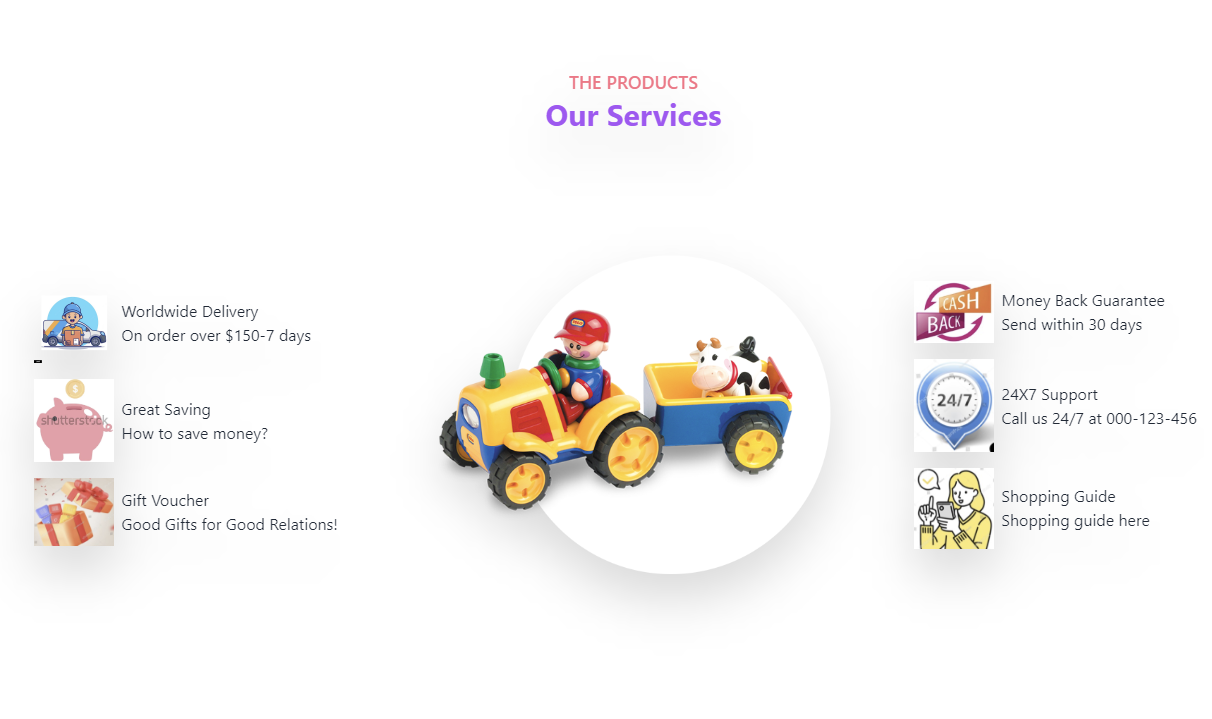 THE PRODUCTS
Our Services
Worldwide Delivery
On order over $150-7 days
$
shutterstock
Great Saving
How to save money?
Gift Voucher
Good Gifts for Good Relations!
CASH
BACK
Money Back Guarantee
Send within 30 days
24/7
24X7 Support
Call us 24/7 at 000-123-456
Shopping Guide
Shopping guide here